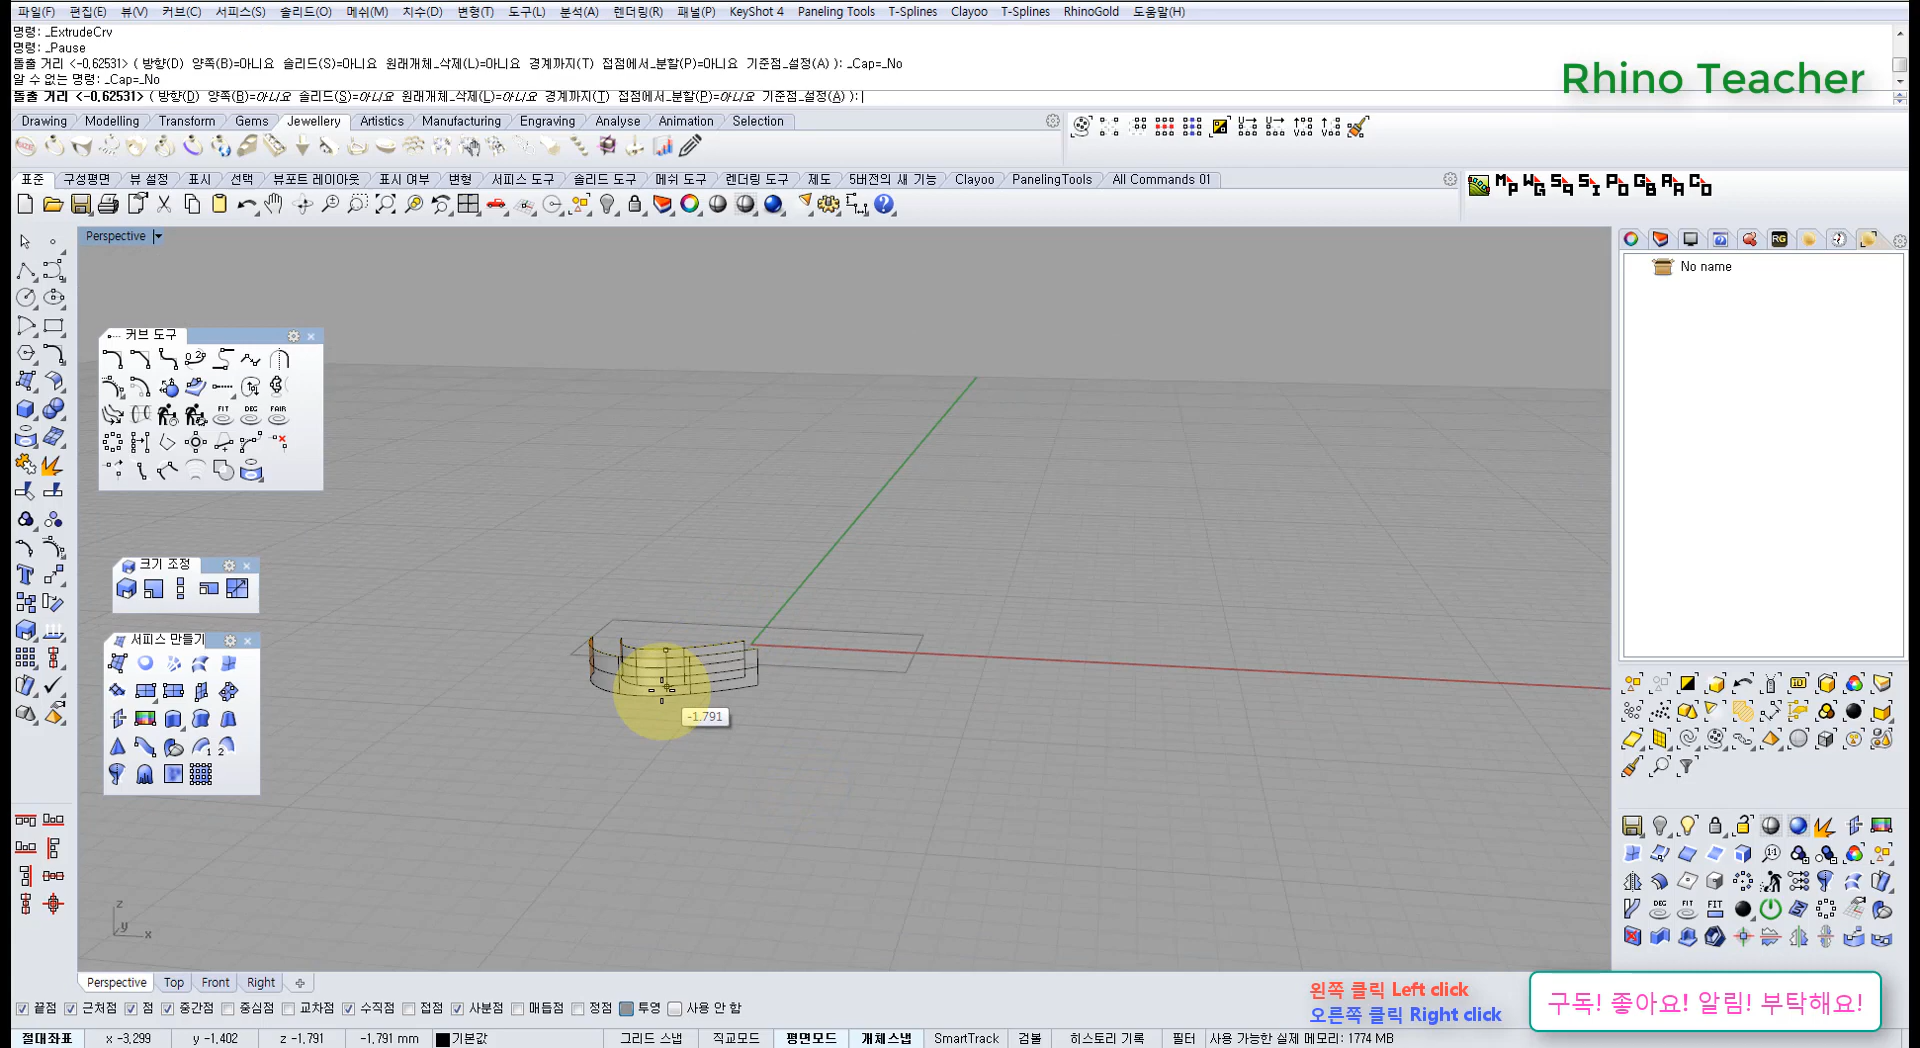 파일(F) 편집(E) 뷰(V) 커브(C) 서피스(S) 솔리드(O) 메쉬(M) 치수(D) 변형(T) 도구(L) 분석(A) 렌더링(R) 패널(P) KeyShot 4 Paneling Tools T-Splines Clayoo T-Splines RhinoGold 도움말(H)
명령: _ExtrudeCrv
명령: _Pause
돌출 거리 <-0.62531> ( 방향(D) 양쪽(B)=아니요 솔리드(S)=아니요 원래개체_삭제(L)=아니요 경계까지(T) 접점에서_분할(P)=아니요 기준점_설정(A) ): _Cap=_No
알 수 없는 명령: _Cap=_No
돌출 거리 <-0.62531> ( 방향(D) 양쪽(B)=아니요 솔리드(S)=아니요 원래개체_삭제(L)=아니요 경계까지(T) 접점에서_분할(P)=아니요 기준점_설정(A) ):
Rhino Teacher
Drawing Modelling Transform Gems Jewellery Artistics Manufacturing Engraving Analyse Animation Selection
표준 구성평면 뷰 설정 표시 선택 뷰포트 레이아웃 표시 여부 변형 서피스 도구 솔리드 도구 메쉬 도구 렌더링 도구 제도 5버전의 새 기능 Clayoo PanelingTools All Commands 01
Perspective
No name
커브 도구
FIT DEG FAIR
크기 조정
서피스 만들기
-1.791
z
y x
DEG FIT FIT
Perspective Top Front Right
끝점 근처점 점 중간점 중심점 교차점 수직점 접점 사분점 매듭점 정점 투영 사용 안 함
왼쪽 클릭 Left click
오른쪽 클릭 Right click
구독! 좋아요! 알림! 부탁해요!
절대좌표 x -3.299 y -1.402 z -1.791 -1.791 mm 기본값 그리드 스냅 직교모드 평면모드 개체스냅 SmartTrack 검볼 히스토리 기록 필터 사용 가능한 실제 메모리: 1774 MB